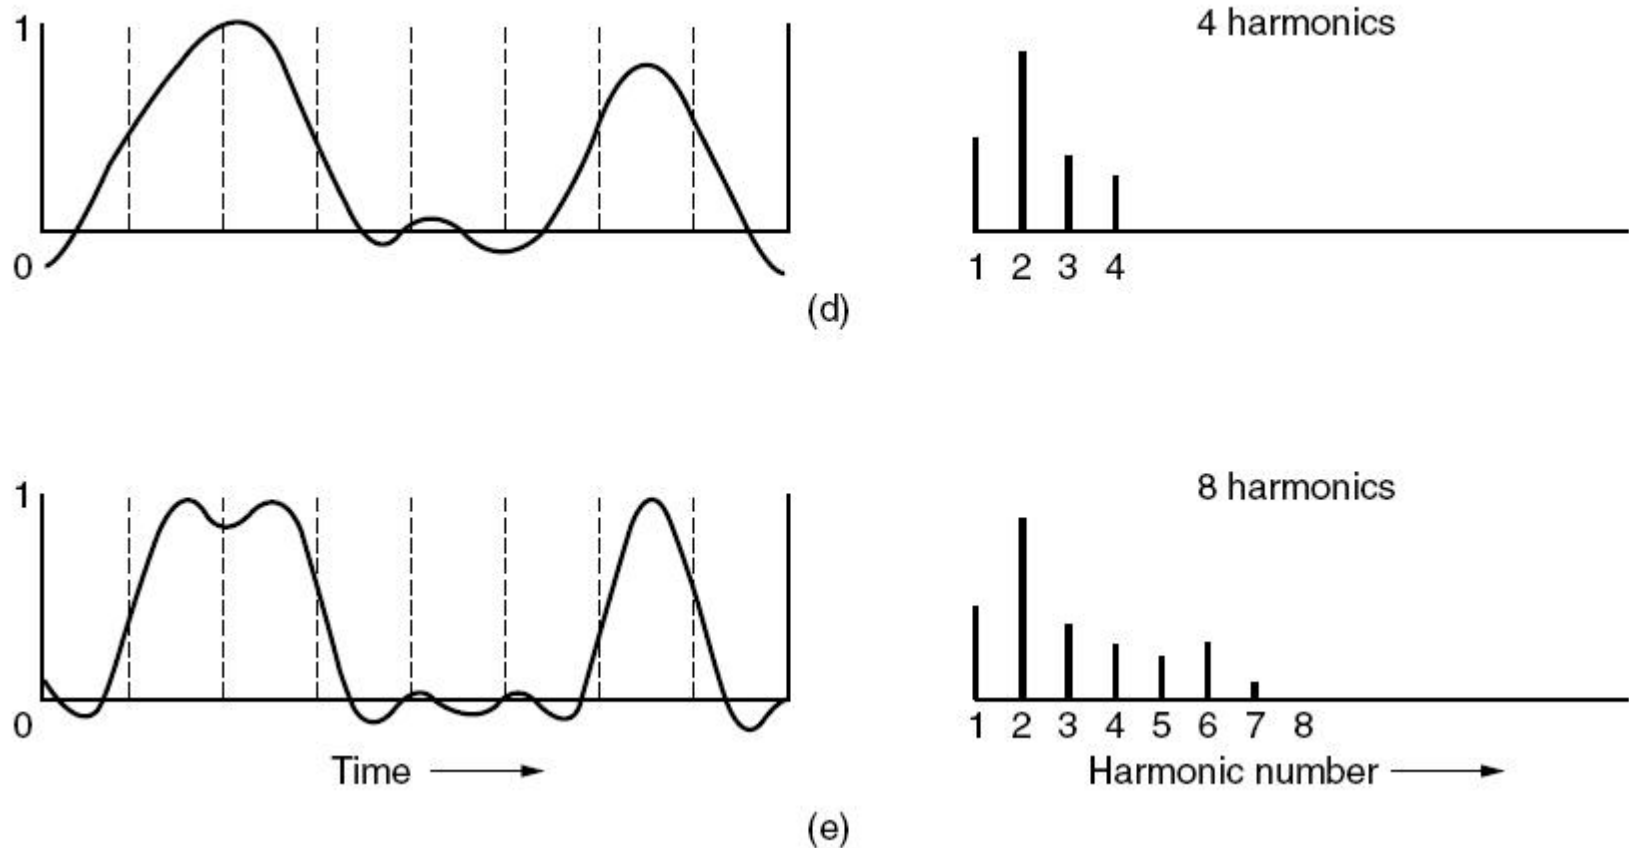 1
4 harmonics
0
1 2 3 4
(d)
1
8 harmonics
0
1 2 3 4 5 6 7 8
Time
Harmonic number
(e)